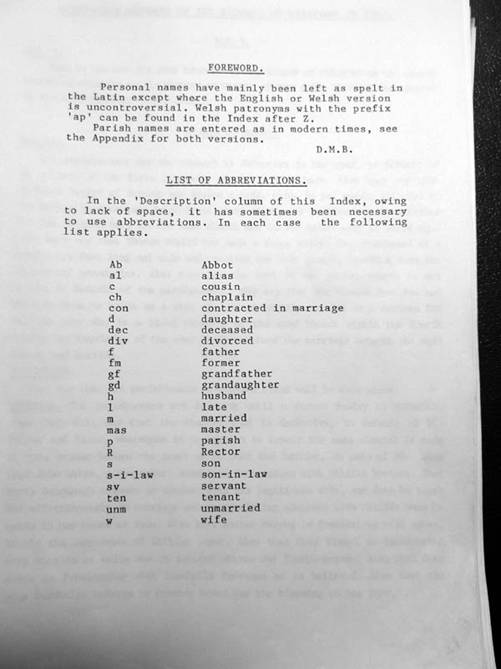 FOREWORD.
Personal names have mainly been left as spelt in
the Latin except where the English or Welsh version
is uncontroversial. Welsh patronyms with the prefix
'ap' can be found in the Index after Z.
Parish names are entered as in modern times, see
the Appendix for both versions.
D.M.B.
LIST OF ABBREVIATIONS.
In the 'Description' column of this Index, owing
to lack of space, it has sometimes been necessary
to use abbreviations. In each case the following
list applies.
Ab Abbot
al alias
c cousin
ch chaplain
con contracted in marriage
d daughter
dec deceased
div divorced
f father
fm former
gf grandfather
gd grandaughter
h husband
l late
m married
mas master
p parish
R Rector
s son
s-i-law son-in-law
sv servant
ten tenant
unm unmarried
w wife